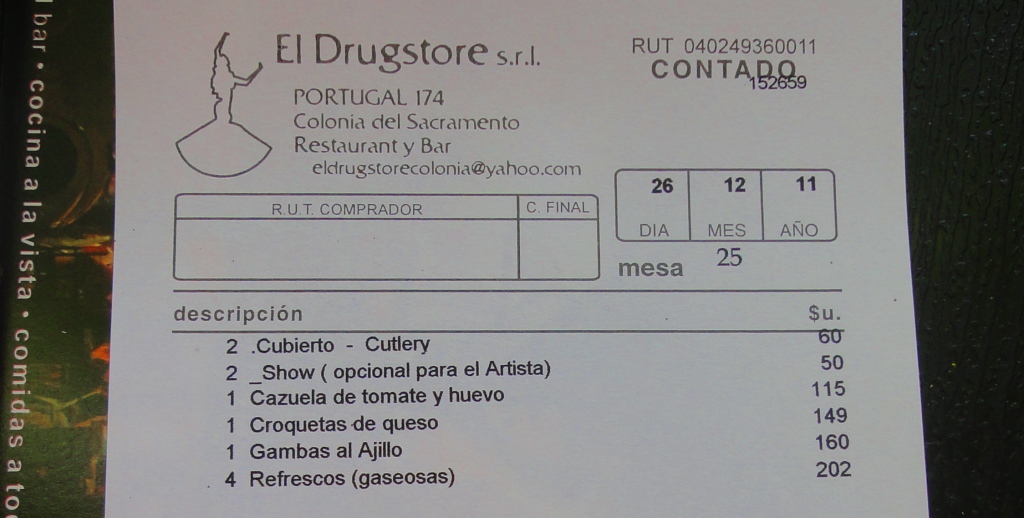 bar • cocina a la vista • comidas a to
El Drugstore s.r.l.
PORTUGAL 174
Colonia del Sacramento
Restaurant y Bar
eldrugstorecolonia@yahoo.com
RUT 040249360011
CONTADO
152659
R.U.T. COMPRADOR C. FINAL
26 12 11
DIA MES AÑO
mesa 25
descripción $u.
2 .Cubierto - Cutlery 60
2 _Show ( opcional para el Artista) 50
1 Cazuela de tomate y huevo 115
1 Croquetas de queso 149
1 Gambas al Ajillo 160
4 Refrescos (gaseosas) 202